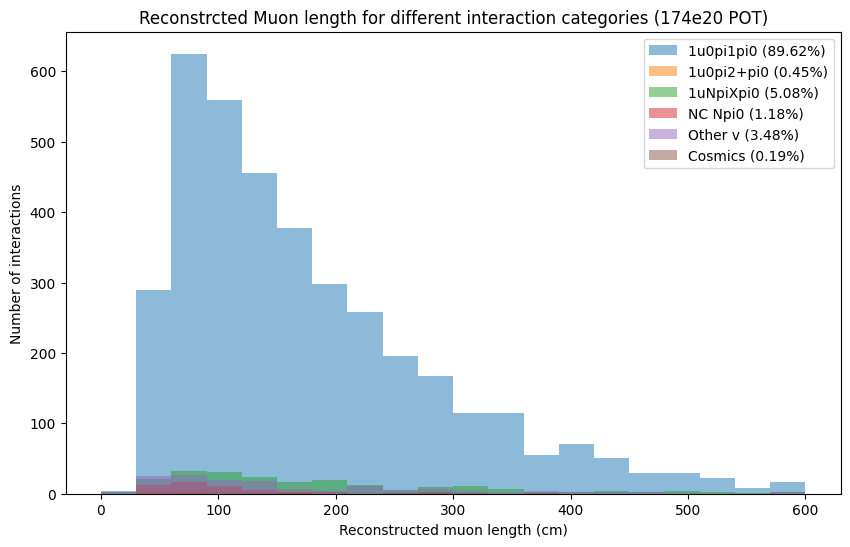 Reconstrcted Muon length for different interaction categories (174e20 POT)
1u0pi1pi0 (89.62%)
1u0pi2+pi0 (0.45%)
1uNpiXpi0 (5.08%)
NC Npi0 (1.18%)
Other v (3.48%)
Cosmics (0.19%)
Number of interactions
600
500
400
300
200
100
0
0 100 200 300 400 500 600
Reconstructed muon length (cm)